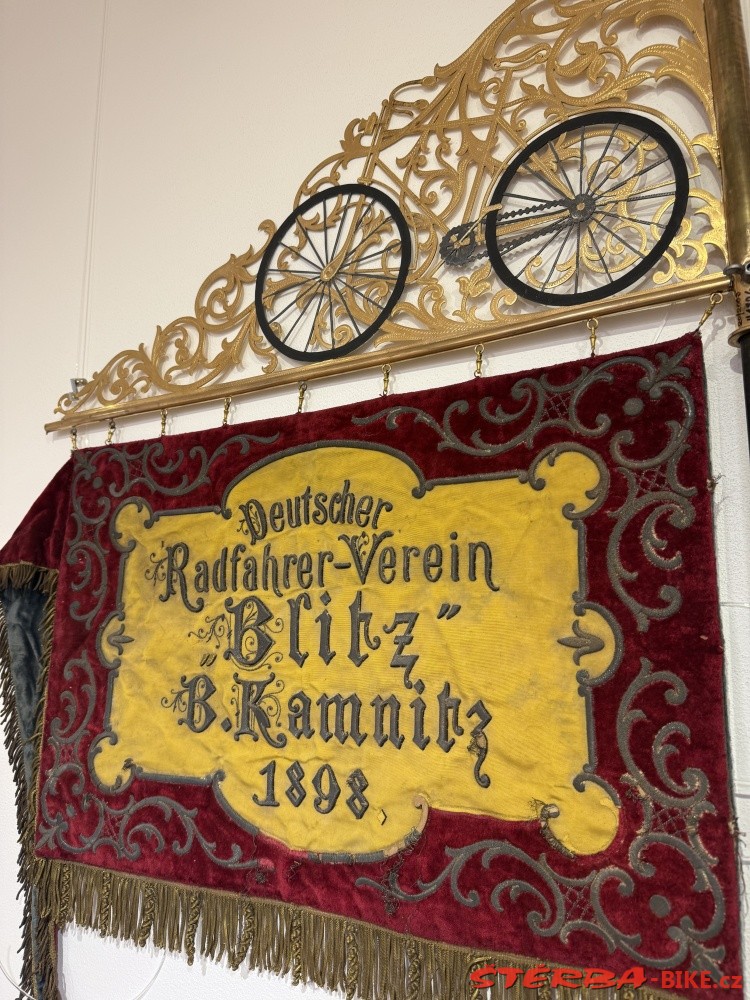 Deutscher
Radfahrer-Verein
„Blitz"
B. Kamnitz
1898.
STERBA-BIKE.cz